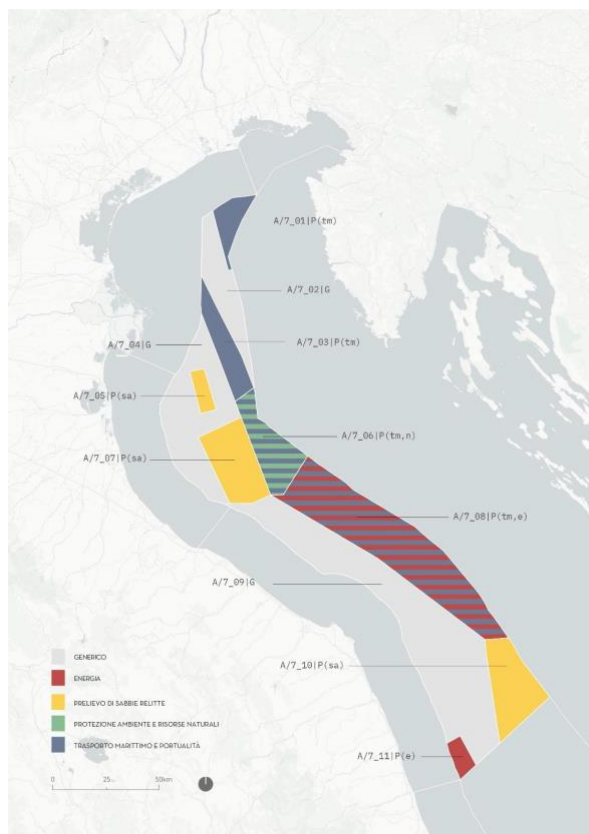 A/7_01|P(tm)
A/7_02|G
A/7_03|P(tm)
A/7_04|G
A/7_05|P(sa)
A/7_06|P(tm,n)
A/7_07|P(sa)
A/7_08|P(tm,e)
A/7_09|G
A/7_10|P(sa)
A/7_11|P(e)
GENERICO
ENERGIA
PRELIEVO DI SABBIE RELITTE
PROTEZIONE AMBIENTE E RISORSE NATURALI
TRASPORTO MARITTIMO E PORTUALITÀ
0 25 50km